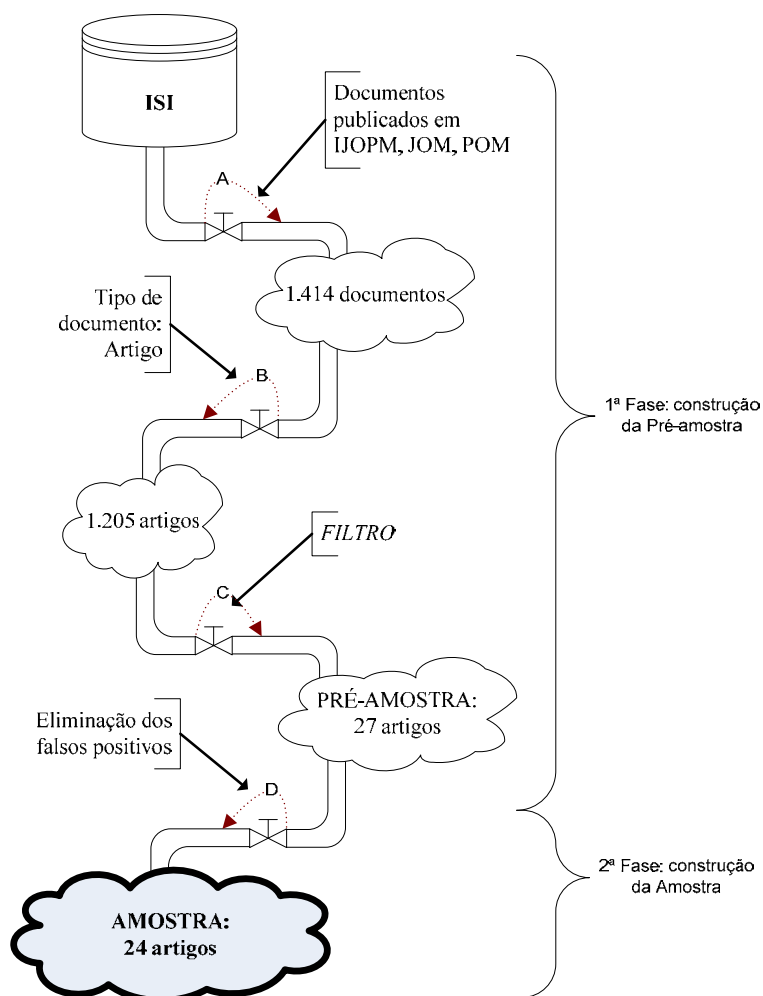 ISI
Documentos
publicados em
IJOPM, JOM, POM
A
1.414 documentos
Tipo de
documento:
Artigo
B
1ª Fase: construção
da Pré-amostra
1.205 artigos
FILTRO
C
PRÉ-AMOSTRA:
27 artigos
Eliminação dos
falsos positivos
D
2ª Fase: construção
da Amostra
AMOSTRA:
24 artigos